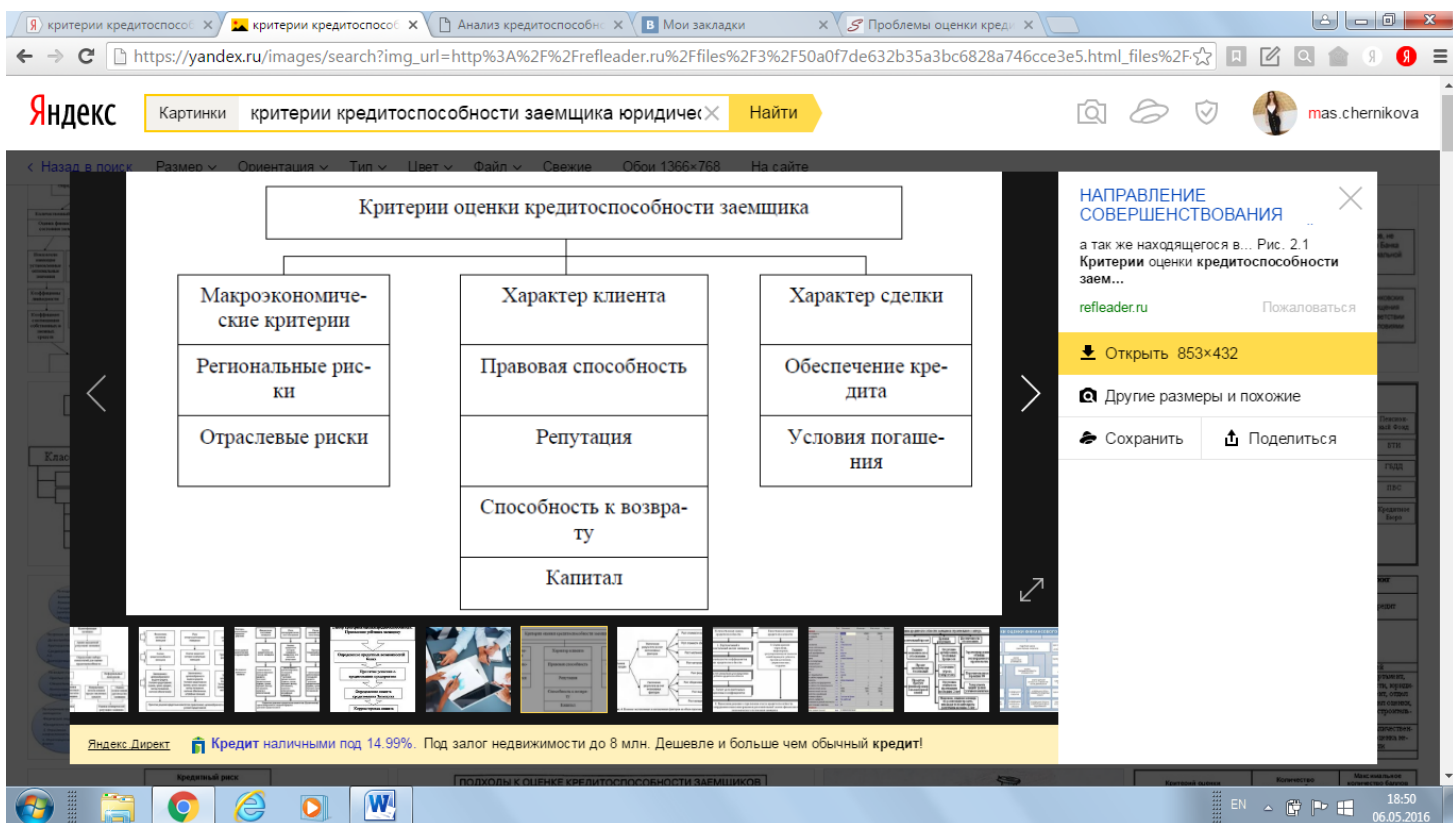 критерии кредитоспособ
критерии кредитоспособ
Анализ кредитоспособно
Мои закладки
Проблемы оценки креди
https://yandex.ru/images/search?img_url=http%3A%2F%2Frefleader.ru%2Ffiles%2F3%2F50a0f7de632b35a3bc6828a746cce3e5.html_files%2F
Яндекс
Картинки
критерии кредитоспособности заемщика юридичес
Найти
mas.chernikova
< Назад в поиск Размер Ориентация Тип Цвет Файл Свежие Обои 1366×768 На сайте
Критерии оценки кредитоспособности заемщика
Макроэкономиче-
ские критерии
Региональные рис-
ки
Отраслевые риски
Характер клиента
Правовая способность
Репутация
Способность к возвра-
ту
Капитал
Характер сделки
Обеспечение кре-
дита
Условия погаше-
ния
НАПРАВЛЕНИЕ
СОВЕРШЕНСТВОВАНИЯ
а так же находящегося в... Рис. 2.1
Критерии оценки кредитоспособности
заем...
refleader.ru
Пожаловаться
Открыть 853×432
Другие размеры и похожие
Сохранить
Поделиться
Яндекс.Директ
Кредит наличными под 14.99%. Под залог недвижимости до 8 млн. Дешевле и больше чем обычный кредит!
Кредитный риск
ПОДХОДЫ К ОЦЕНКЕ КРЕДИТОСПОСОБНОСТИ ЗАЕМЩИКОВ
EN
18:50
06.05.2016